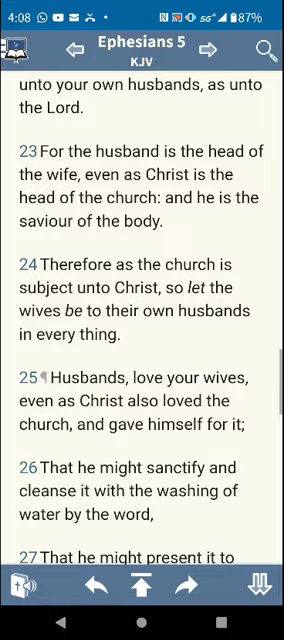 4:08 5G 87%
Ephesians 5
KJV
unto your own husbands, as unto
the Lord.
23 For the husband is the head of
the wife, even as Christ is the
head of the church: and he is the
saviour of the body.
24 Therefore as the church is
subject unto Christ, so let the
wives be to their own husbands
in every thing.
25 ¶ Husbands, love your wives,
even as Christ also loved the
church, and gave himself for it;
26 That he might sanctify and
cleanse it with the washing of
water by the word,
27 That he might present it to